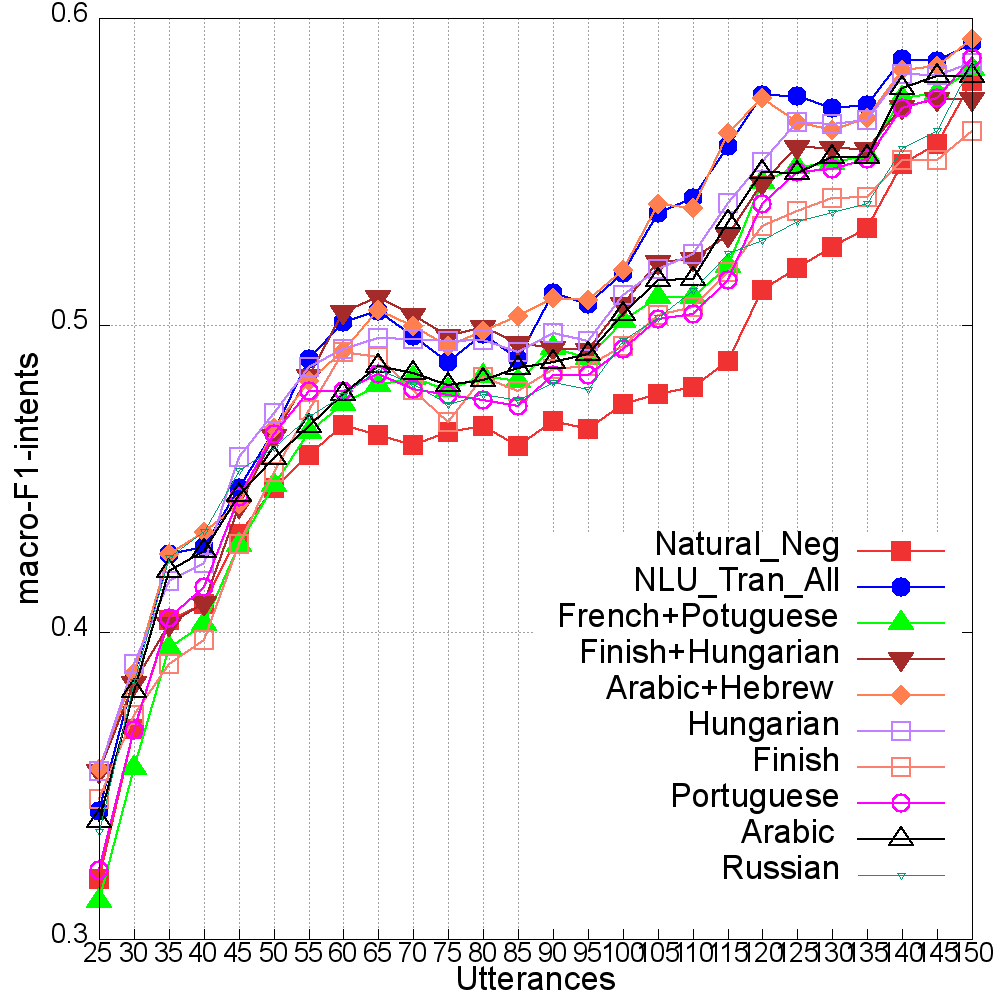 0.6
0.5
0.4
0.3
macro-F1-intents
Natural_Neg
NLU_Tran_All
French+Potuguese
Finish+Hungarian
Arabic+Hebrew
Hungarian
Finish
Portuguese
Arabic
Russian
25 30 35 40 45 50 55 60 65 70 75 80 85 90 95 100 105 110 115 120 125 130 135 140 145 150
Utterances